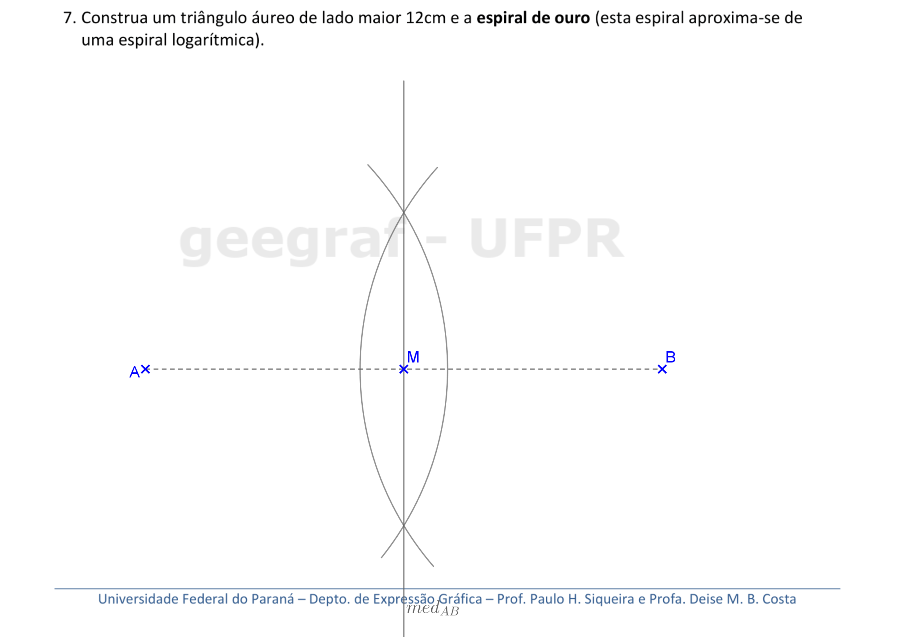 7. Construa um triângulo áureo de lado maior 12cm e a espiral de ouro (esta espiral aproxima-se de
uma espiral logarítmica).
geegraf - UFPR
M
B
A
Universidade Federal do Paraná – Depto. de Expressão Gráfica – Prof. Paulo H. Siqueira e Profa. Deise M. B. Costa
med AB